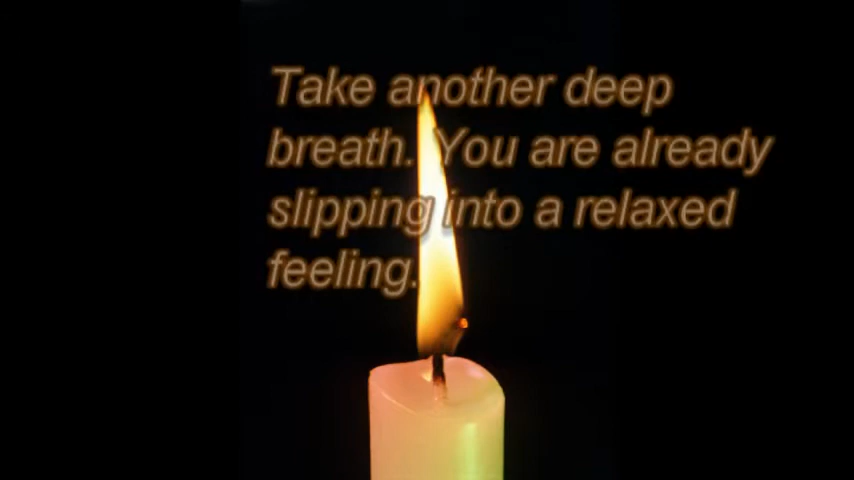 Take another deep
breath. You are already
slipping into a relaxed
feeling.